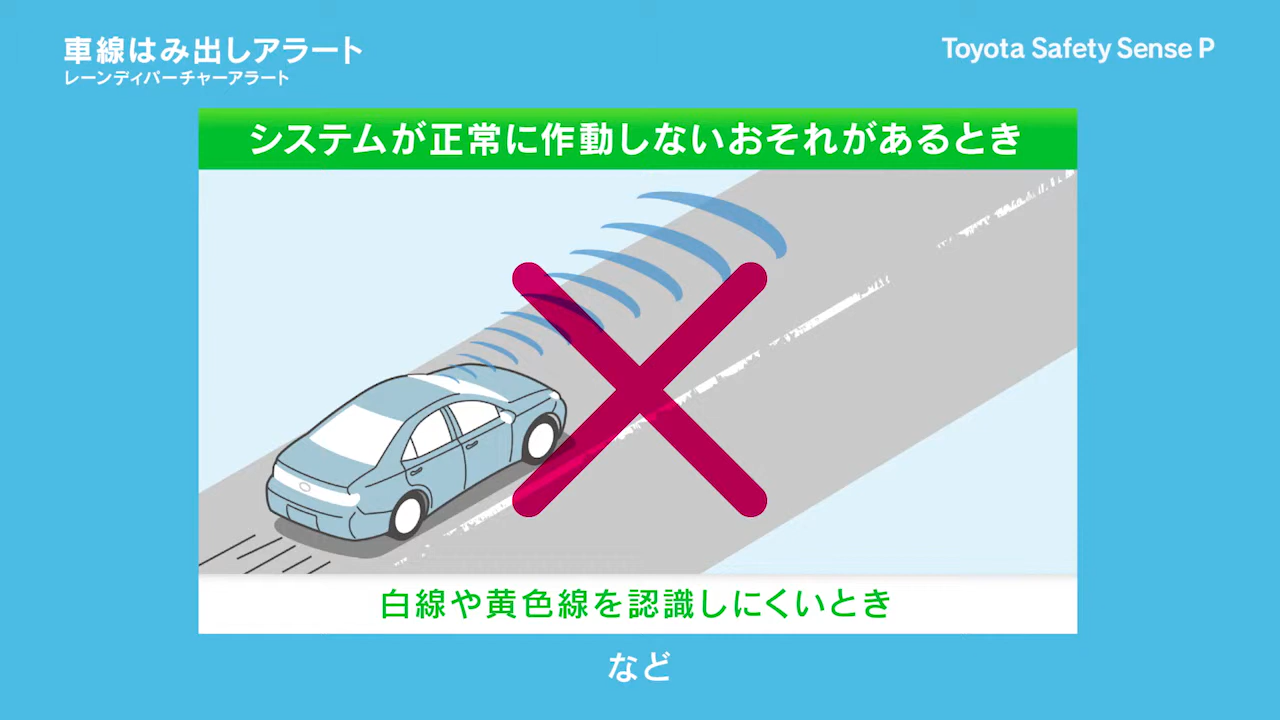 車線はみ出しアラート
レーンディパーチャーアラート
Toyota Safety Sense P
システムが正常に作動しないおそれがあるとき
白線や黄色線を認識しにくいとき
など